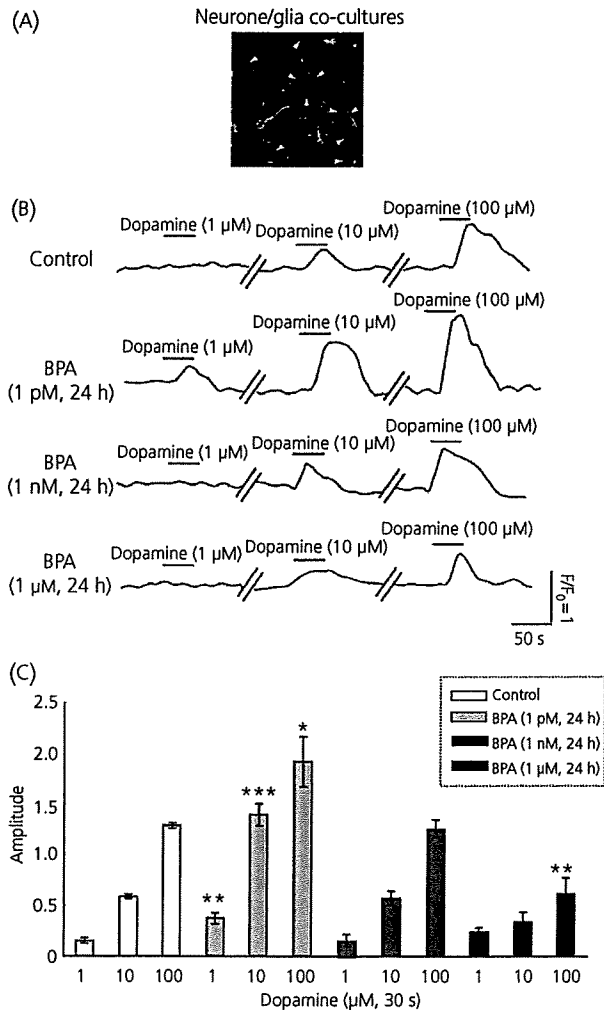 (A)
Neurone/glia co-cultures
(B)
Dopamine (1 µM)
Dopamine (10 µM)
Dopamine (100 µM)
Control
Dopamine (1 µM)
Dopamine (10 µM)
Dopamine (100 µM)
BPA
(1 pM, 24 h)
Dopamine (1 µM)
Dopamine (10 µM)
Dopamine (100 µM)
BPA
(1 nM, 24 h)
Dopamine (1 µM)
Dopamine (10 µM)
Dopamine (100 µM)
BPA
(1 µM, 24 h)
F/F₀=1
50 s
(C)
Control
BPA (1 pM, 24 h)
BPA (1 nM, 24 h)
BPA (1 µM, 24 h)
Amplitude
2.5
2.0
1.5
1.0
0.5
0
** *** * **
1 10 100 1 10 100 1 10 100 1 10 100
Dopamine (µM, 30 s)